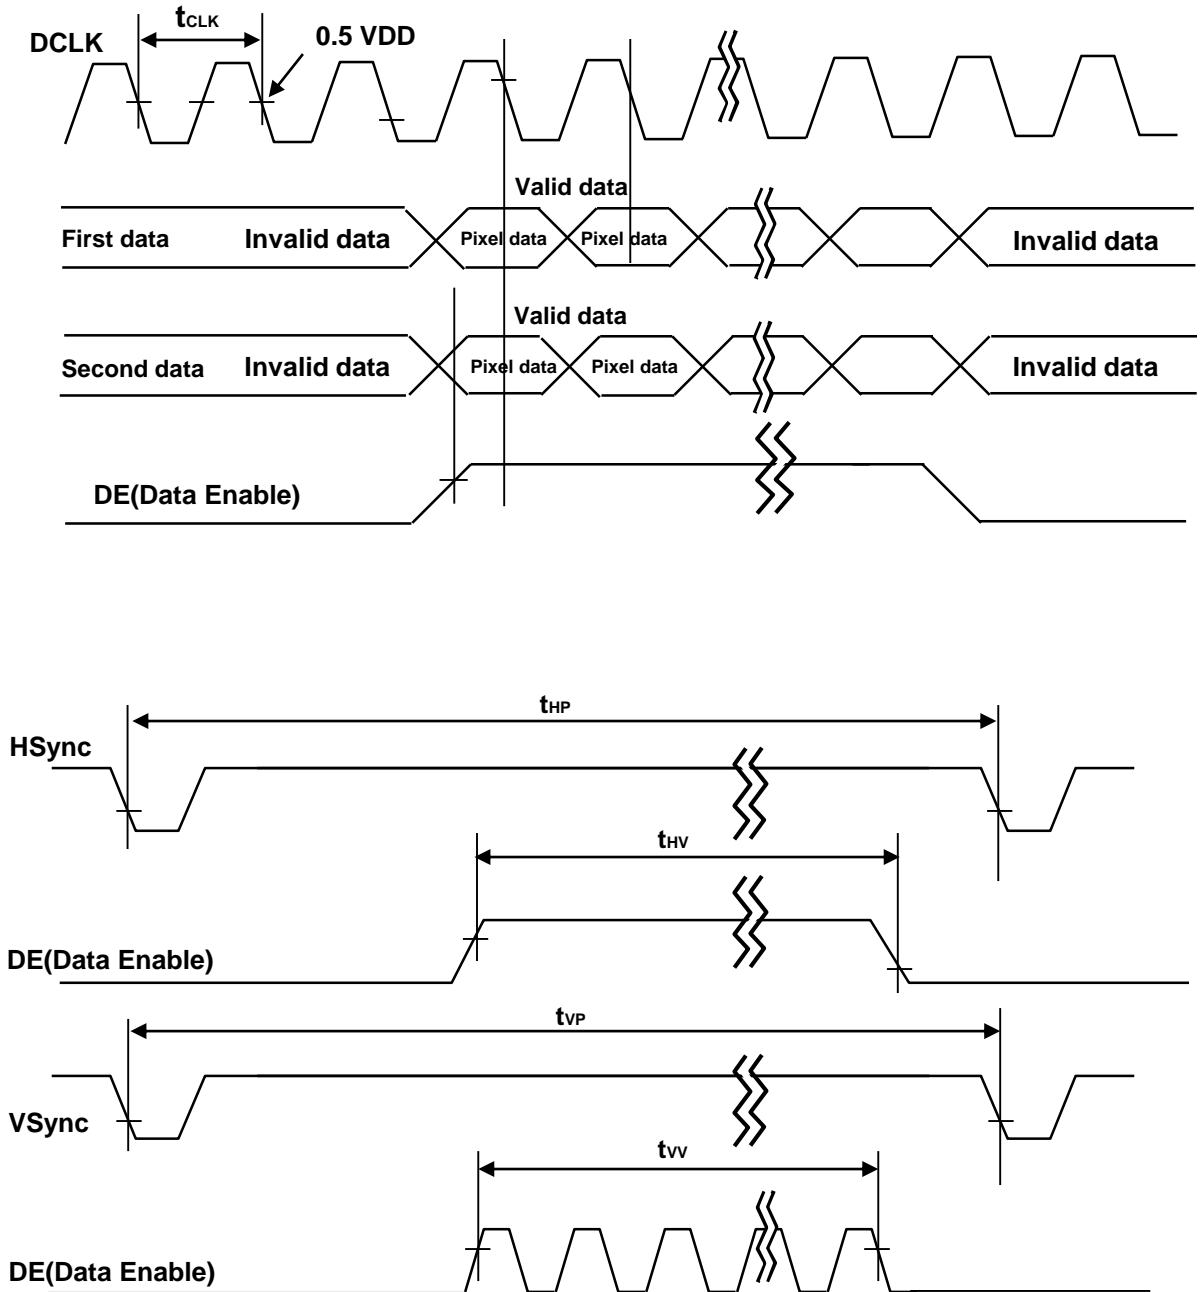 tCLK
DCLK
0.5 VDD
Valid data
First data Invalid data Pixel data Pixel data Invalid data
Valid data
Second data Invalid data Pixel data Pixel data Invalid data
DE(Data Enable)
tHP
HSync
tHV
DE(Data Enable)
tVP
VSync
tVV
DE(Data Enable)